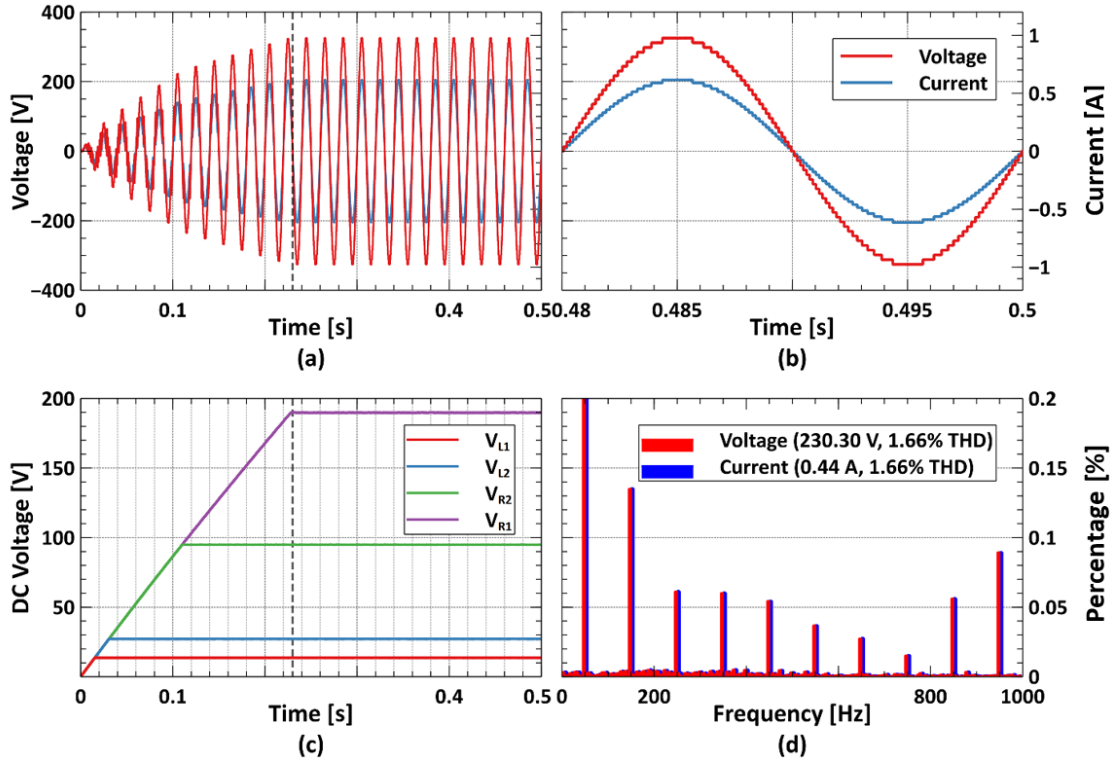 400
200
0
−200
−400
Voltage [V]
0
0.1
0.4
0.5
Time [s]
(a)
Voltage
Current
1
0.5
0
−0.5
−1
Current [A]
0.48
0.485
0.495
0.5
Time [s]
(b)
200
150
100
50
DC Voltage [V]
V_L1
V_L2
V_R2
V_R1
0
0.1
0.4
0.5
Time [s]
(c)
Voltage (230.30 V, 1.66% THD)
Current (0.44 A, 1.66% THD)
0.2
0.15
0.1
0.05
0
Percentage [%]
0
200
800
1000
Frequency [Hz]
(d)